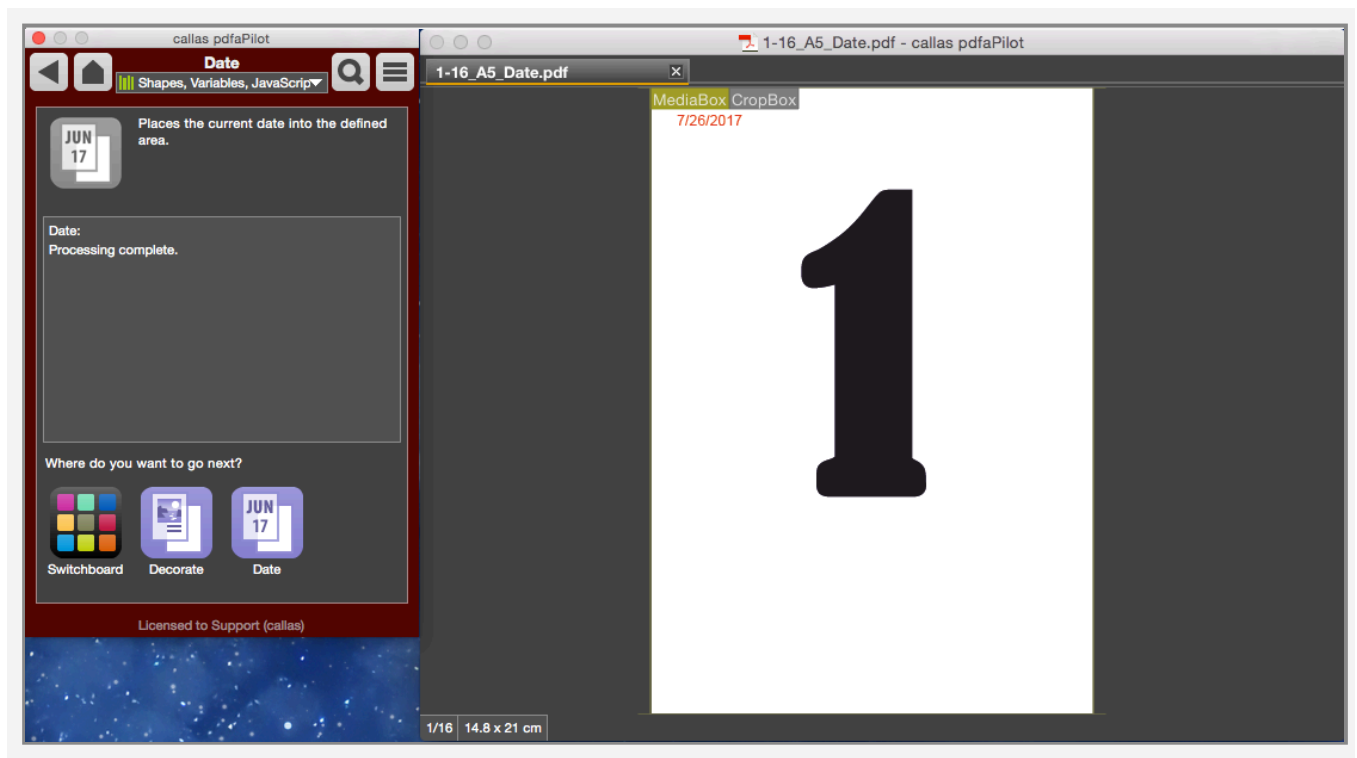 callas pdfaPilot
Date
Shapes, Variables, JavaScrip
JUN
17
Places the current date into the defined
area.
Date:
Processing complete.
Where do you want to go next?
JUN
17
Switchboard
Decorate
Date
Licensed to Support (callas)
1-16_A5_Date.pdf - callas pdfaPilot
1-16_A5_Date.pdf
MediaBox CropBox
7/26/2017
1
1/16 14.8 x 21 cm